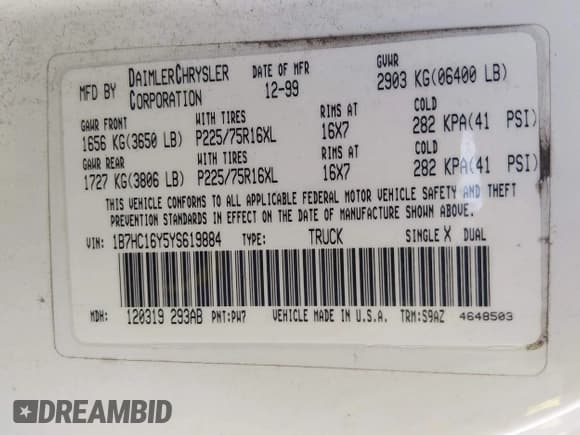 MFD BY DAIMLERCHRYSLER CORPORATION DATE OF MFR 12-99 GVWR 2903 KG(06400 LB)
GAWR FRONT WITH TIRES RIMS AT COLD
1656 KG(3650 LB) P225/75R16XL 16X7 282 KPA(41 PSI)
GAWR REAR WITH TIRES RIMS AT COLD
1727 KG(3806 LB) P225/75R16XL 16X7 282 KPA(41 PSI)
THIS VEHICLE CONFORMS TO ALL APPLICABLE FEDERAL MOTOR VEHICLE SAFETY AND THEFT
PREVENTION STANDARDS IN EFFECT ON THE DATE OF MANUFACTURE SHOWN ABOVE.
VIN: 1B7HC16Y5YS619884 TYPE: TRUCK SINGLE X DUAL
MDH: 120319 293AB PNT:PW7 VEHICLE MADE IN U.S.A. TRM:S9AZ 4648503
DREAMBID